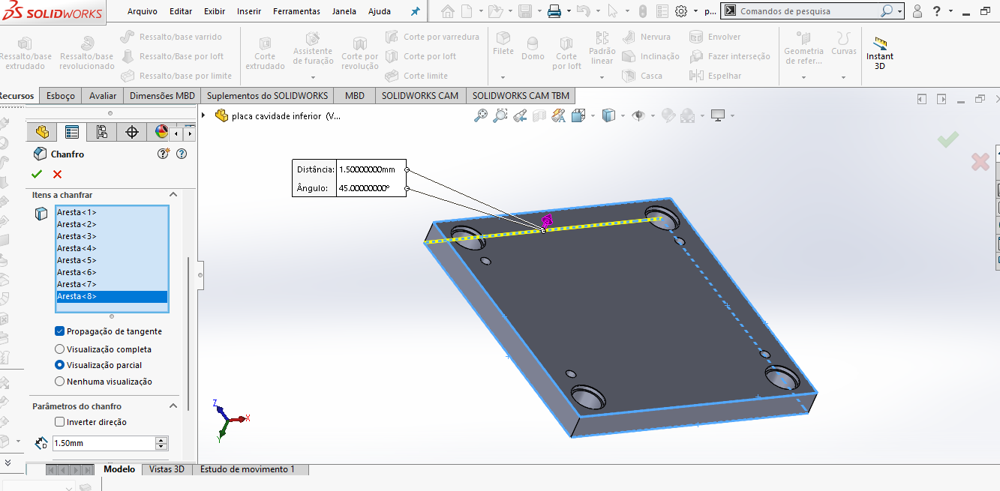 SOLIDWORKS
Arquivo Editar Exibir Inserir Ferramentas Janela Ajuda
p...
Comandos de pesquisa
Ressalto/base extrudado
Ressalto/base revolucionado
Ressalto/base varrido
Ressalto/Base por loft
Ressalto/base por limite
Corte extrudado
Assistente de furação
Corte por revolução
Corte por varredura
Corte por loft
Corte limite
Filete
Domo
Corte por loft
Padrão linear
Nervura
Inclinação
Casca
Envolver
Fazer interseção
Espelhar
Geometria de refer...
Curvas
Instant 3D
Recursos Esboço Avaliar Dimensões MBD Suplementos do SOLIDWORKS MBD SOLIDWORKS CAM SOLIDWORKS CAM TBM
placa cavidade inferior (V...
Chanfro
Itens a chanfrar
Aresta<1>
Aresta<2>
Aresta<3>
Aresta<4>
Aresta<5>
Aresta<6>
Aresta<7>
Aresta<8>
Propagação de tangente
Visualização completa
Visualização parcial
Nenhuma visualização
Parâmetros do chanfro
Inverter direção
1.50mm
Distância: 1.50000000mm
Ângulo: 45.00000000°
Z
X
Y
Modelo Vistas 3D Estudo de movimento 1